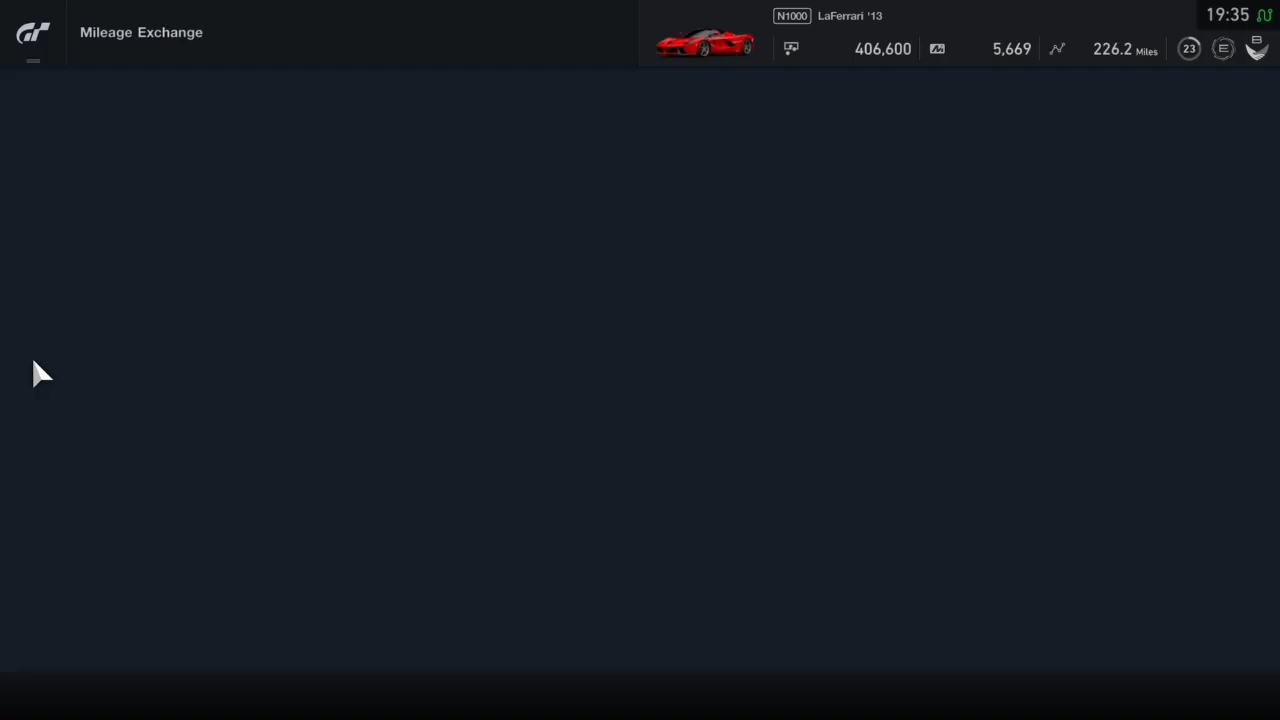 Mileage Exchange
N1000 LaFerrari '13
19:35
406,600
5,669
226.2 Miles
23
E
B